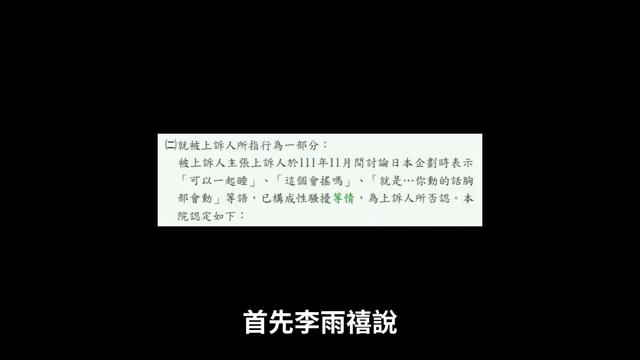 ㈡就被上訴人所指行為一部分：
被上訴人主張上訴人於111年11月間討論日本企劃時表示
「可以一起睡」、「這個會搖嗎」、「就是…你動的話胸
部會動」等語，已構成性騷擾等情，為上訴人所否認。本
院認定如下：
首先李雨禧說